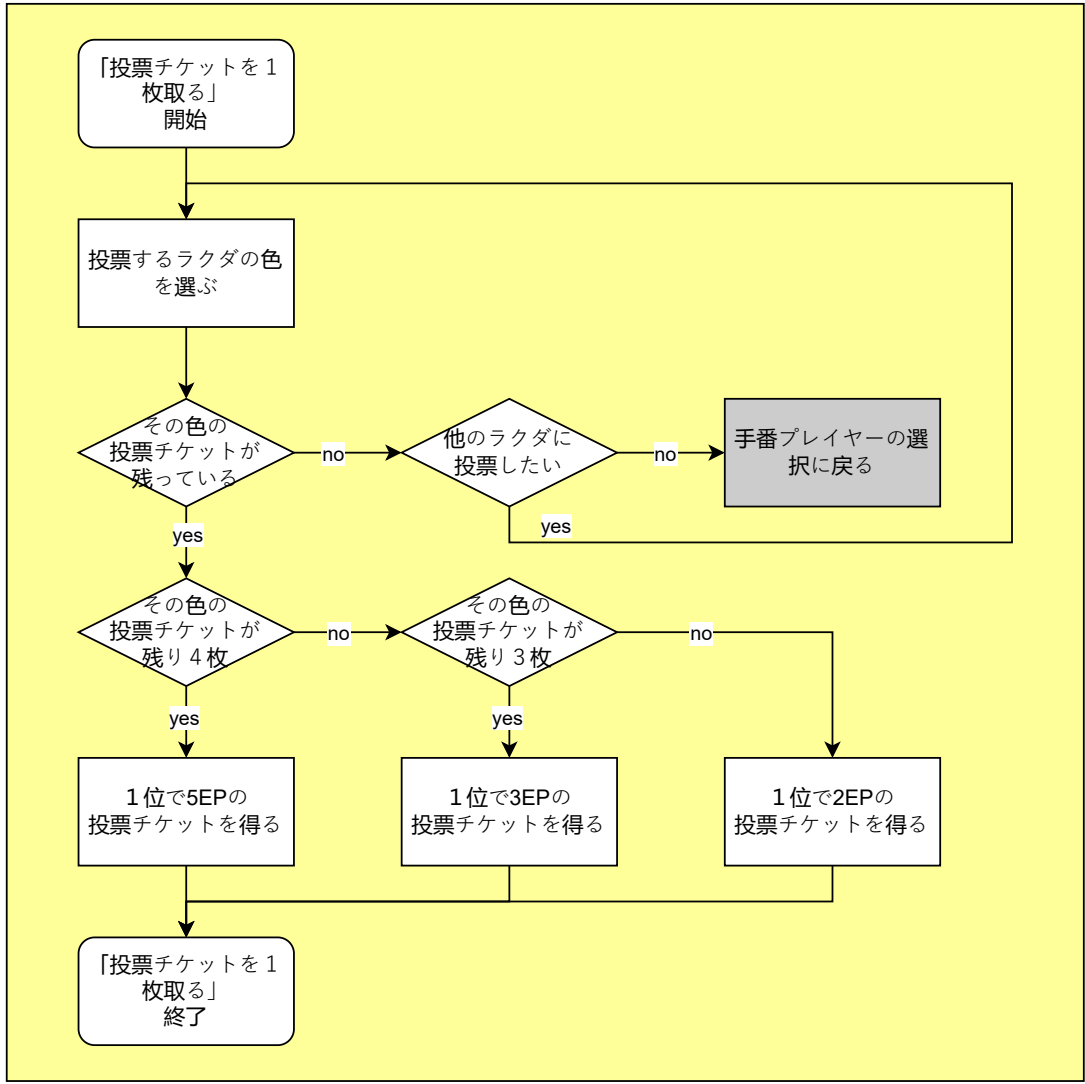 「投票チケットを１
枚取る」
開始
投票するラクダの色
を選ぶ
その色の
投票チケットが
残っている
no
他のラクダに
投票したい
no
手番プレイヤーの選
択に戻る
yes
yes
その色の
投票チケットが
残り４枚
no
その色の
投票チケットが
残り３枚
no
yes
yes
１位で5EPの
投票チケットを得る
１位で3EPの
投票チケットを得る
１位で2EPの
投票チケットを得る
「投票チケットを１
枚取る」
終了